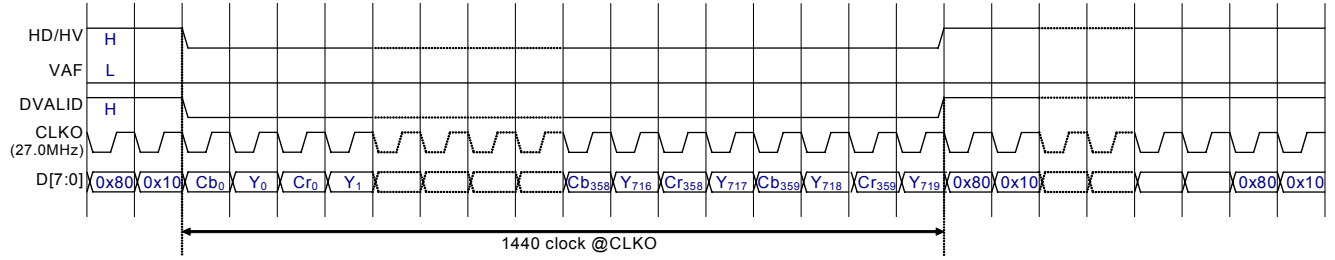 HD/HV H
VAF L
DVALID H
CLKO
(27.0MHz)
D[7:0] 0x80 0x10 Cb0 Y0 Cr0 Y1 Cb358 Y716 Cr358 Y717 Cb359 Y718 Cr359 Y719 0x80 0x10 0x80 0x10
1440 clock @CLKO